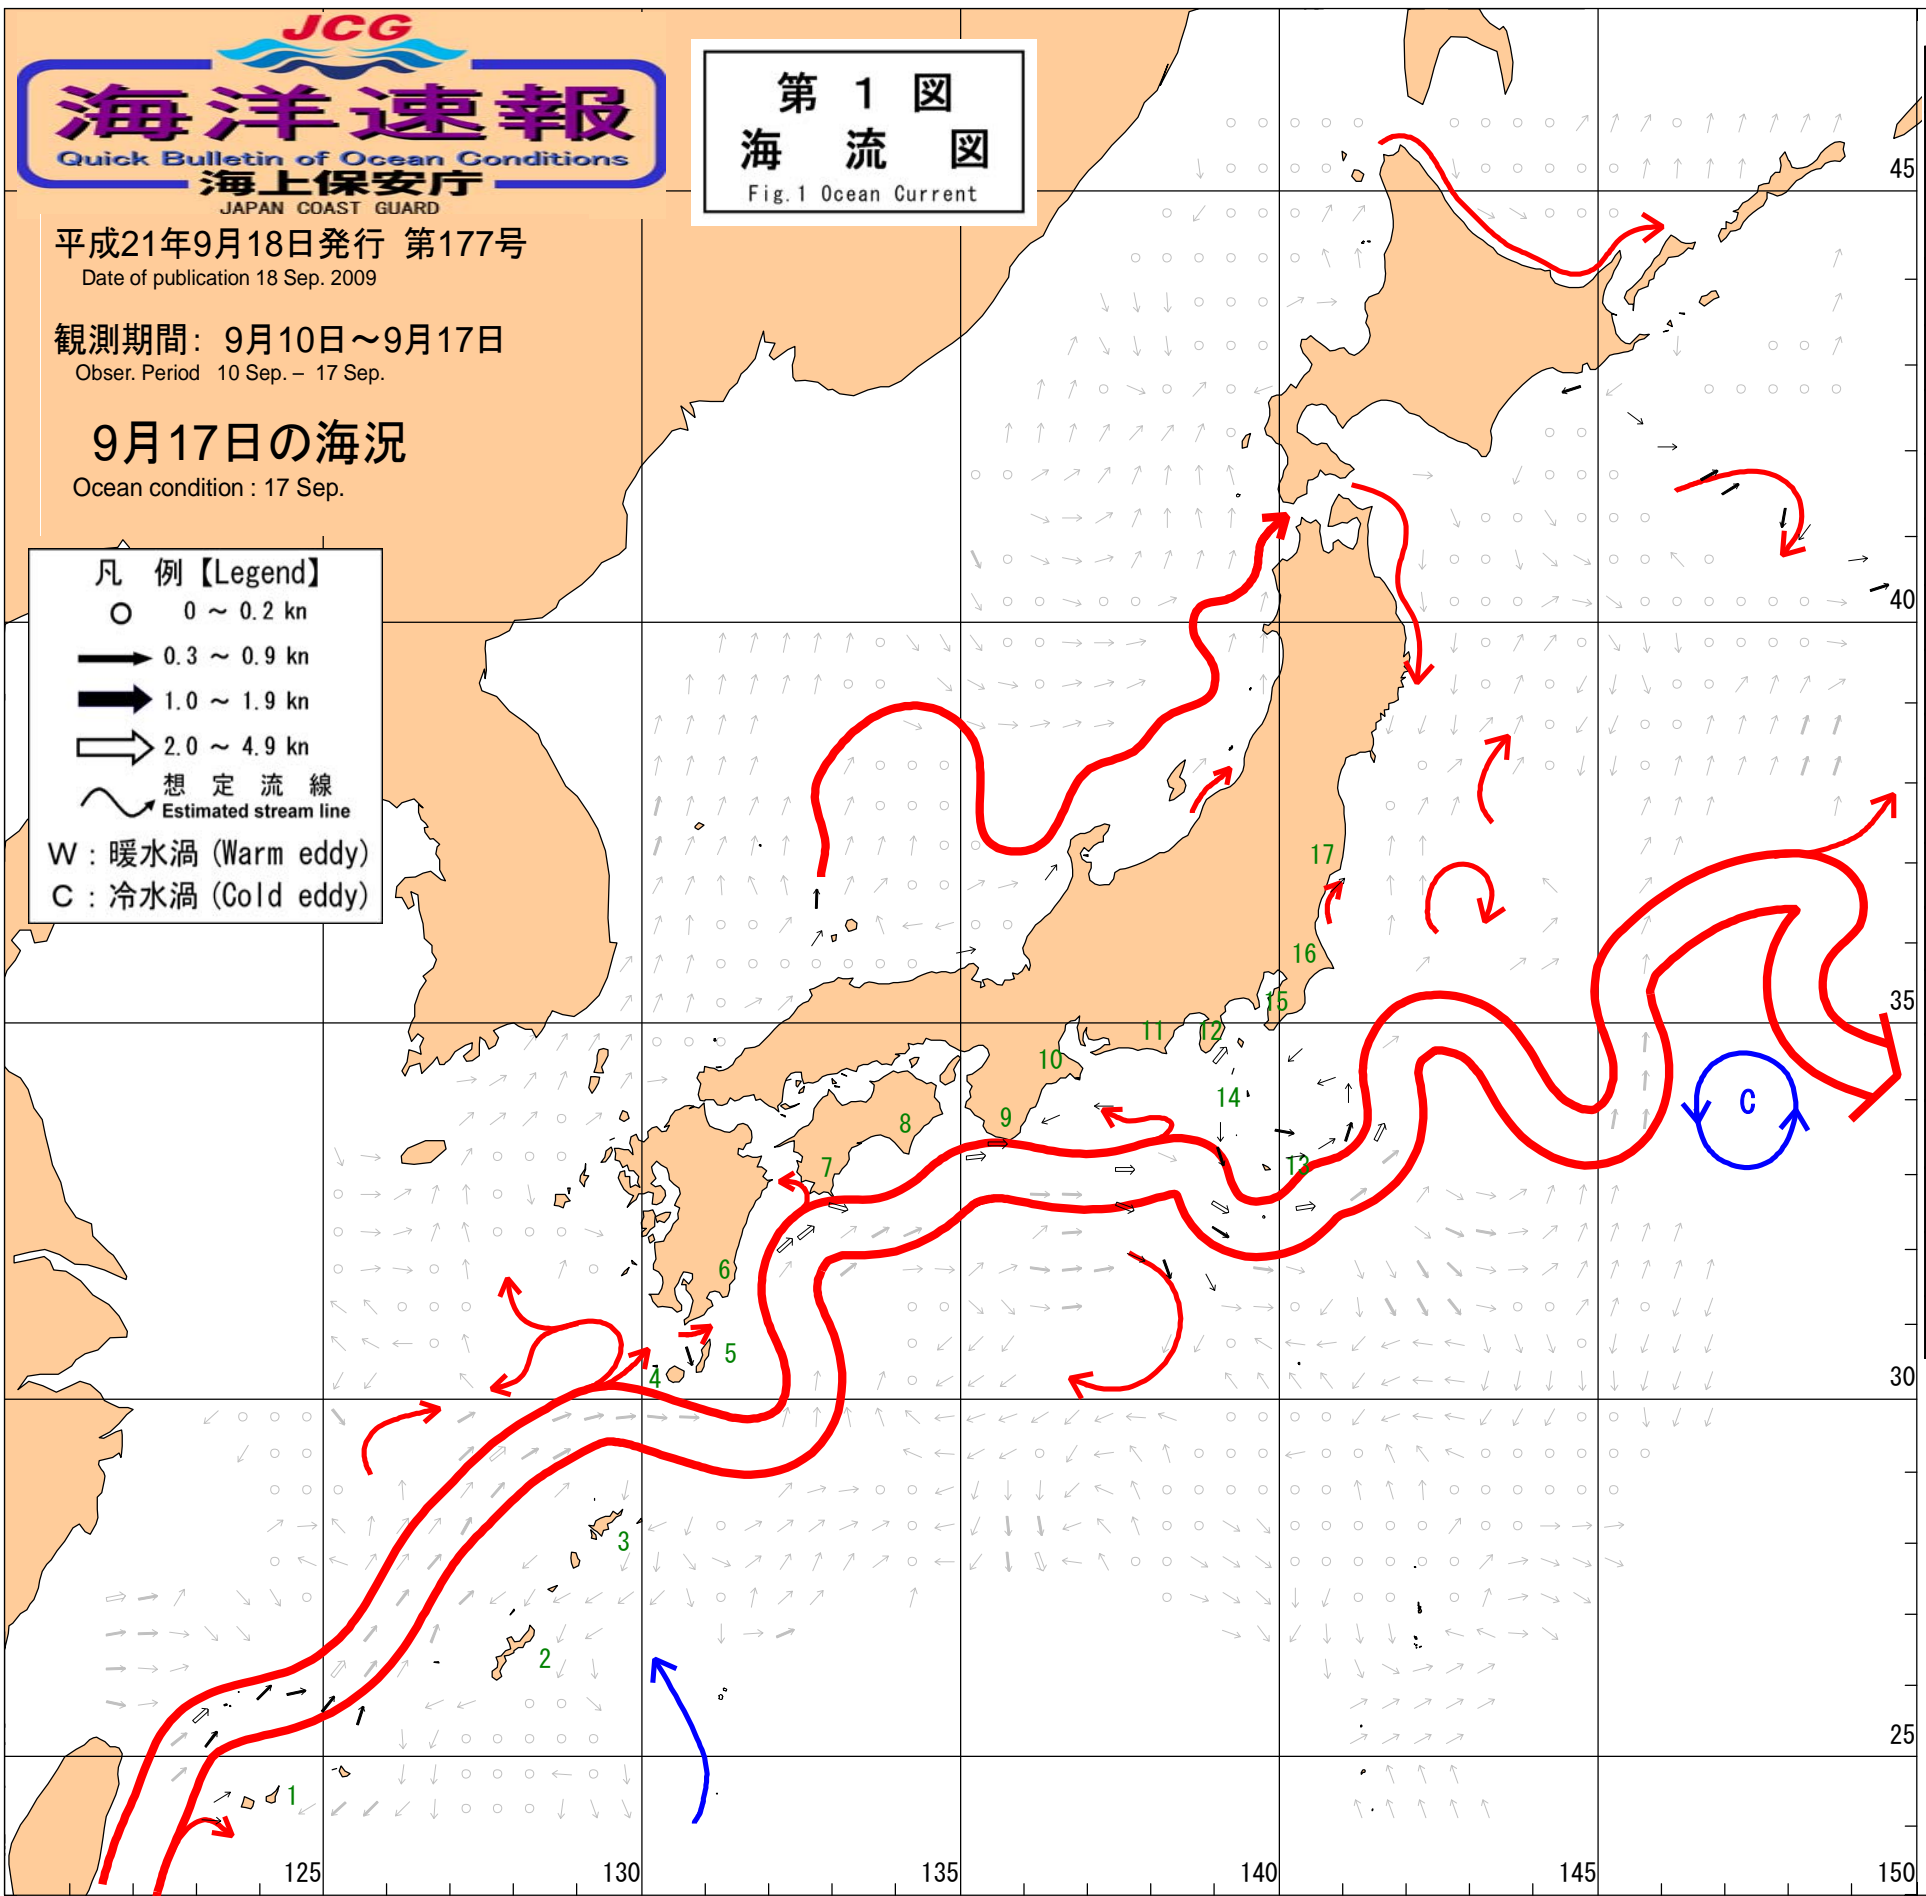 JCG
海洋速報
Quick Bulletin of Ocean Conditions
海上保安庁
JAPAN COAST GUARD
第 1 図
海 流 図
Fig.1 Ocean Current
平成21年9月18日発行 第177号
Date of publication 18 Sep. 2009
観測期間: 9月10日～9月17日
Obser. Period 10 Sep. – 17 Sep.
9月17日の海況
Ocean condition : 17 Sep.
凡 例【Legend】
0 ～ 0.2 kn
0.3 ～ 0.9 kn
1.0 ～ 1.9 kn
2.0 ～ 4.9 kn
想 定 流 線
Estimated stream line
W : 暖水渦 (Warm eddy)
C : 冷水渦 (Cold eddy)
45
40
17
16
35
15
12
11
10
14
C
9
8
7
13
6
5
4
30
3
2
25
1
125
130
135
140
145
150